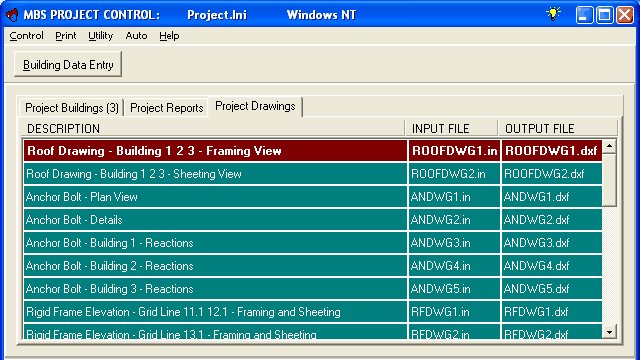 MBS PROJECT CONTROL: Project.Ini Windows NT
Control Print Utility Auto Help
Building Data Entry
Project Buildings (3) Project Reports Project Drawings
DESCRIPTION INPUT FILE OUTPUT FILE
Roof Drawing - Building 1 2 3 - Framing View ROOFDWG1.in ROOFDWG1.dxf
Roof Drawing - Building 1 2 3 - Sheeting View ROOFDWG2.in ROOFDWG2.dxf
Anchor Bolt - Plan View ANDWG1.in ANDWG1.dxf
Anchor Bolt - Details ANDWG2.in ANDWG2.dxf
Anchor Bolt - Building 1 - Reactions ANDWG3.in ANDWG3.dxf
Anchor Bolt - Building 2 - Reactions ANDWG4.in ANDWG4.dxf
Anchor Bolt - Building 3 - Reactions ANDWG5.in ANDWG5.dxf
Rigid Frame Elevation - Grid Line 11.1 12.1 - Framing and Sheeting RFDWG1.in RFDWG1.dxf
Rigid Frame Elevation - Grid Line 13.1 - Framing and Sheeting RFDWG2.in RFDWG2.dxf